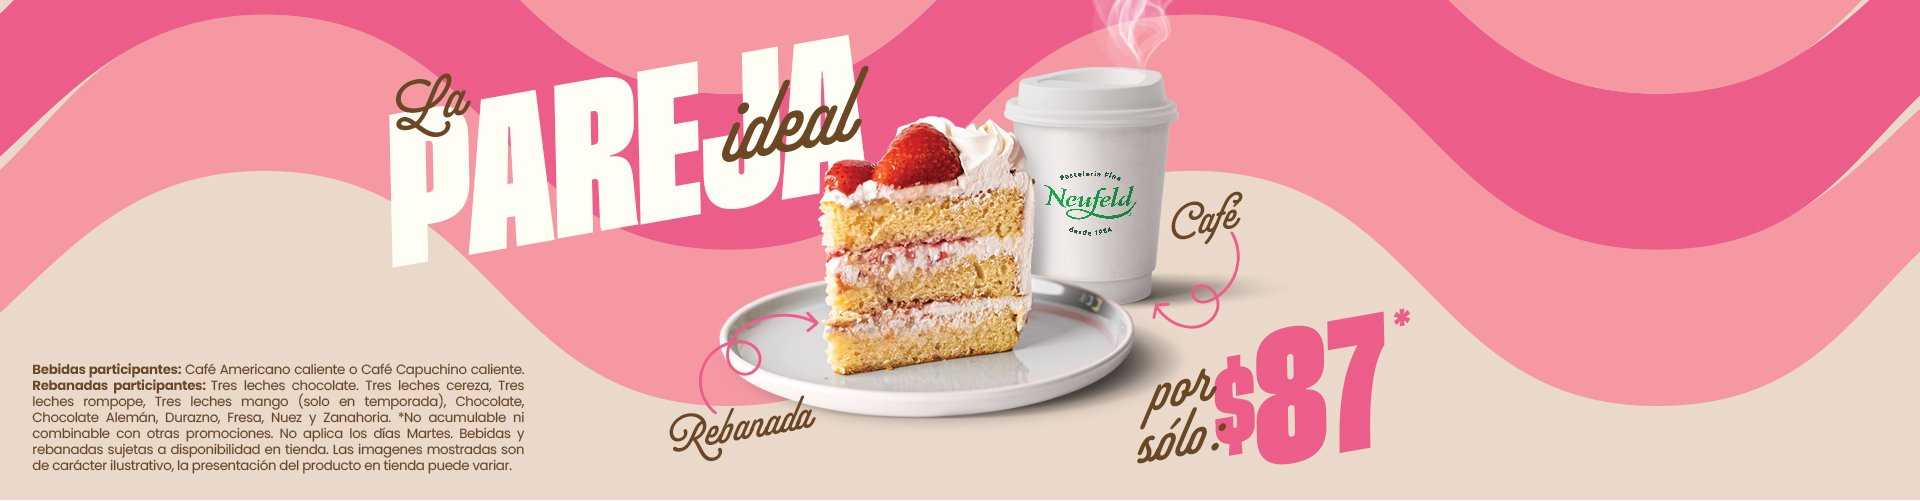 La
PAREJA
ideal
Pastelería Fina
Neufeld
desde 1984
Café
Rebanada
por
sólo:
$87*
Bebidas participantes: Café Americano caliente o Café Capuchino caliente.
Rebanadas participantes: Tres leches chocolate. Tres leches cereza, Tres
leches rompope, Tres leches mango (solo en temporada), Chocolate,
Chocolate Alemán, Durazno, Fresa, Nuez y Zanahoria. *No acumulable ni
combinable con otras promociones. No aplica los días Martes. Bebidas y
rebanadas sujetas a disponibilidad en tienda. Las imagenes mostradas son
de carácter ilustrativo, la presentación del producto en tienda puede variar.